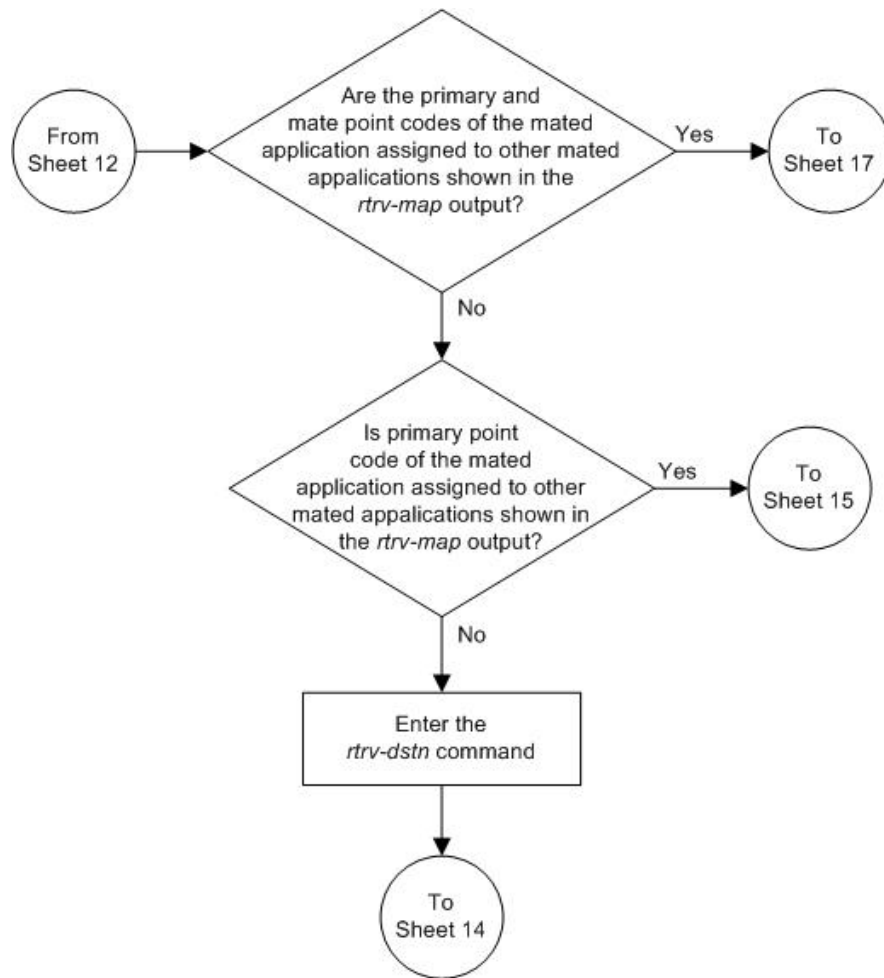 Are the primary and
mate point codes of the mated
application assigned to other mated
appalications shown in the
rtrv-map output?
From
Sheet 12
Yes
To
Sheet 17
No
Is primary point
code of the mated
application assigned to other
mated appalications shown in
the rtrv-map output?
Yes
To
Sheet 15
No
Enter the
rtrv-dstn command
To
Sheet 14